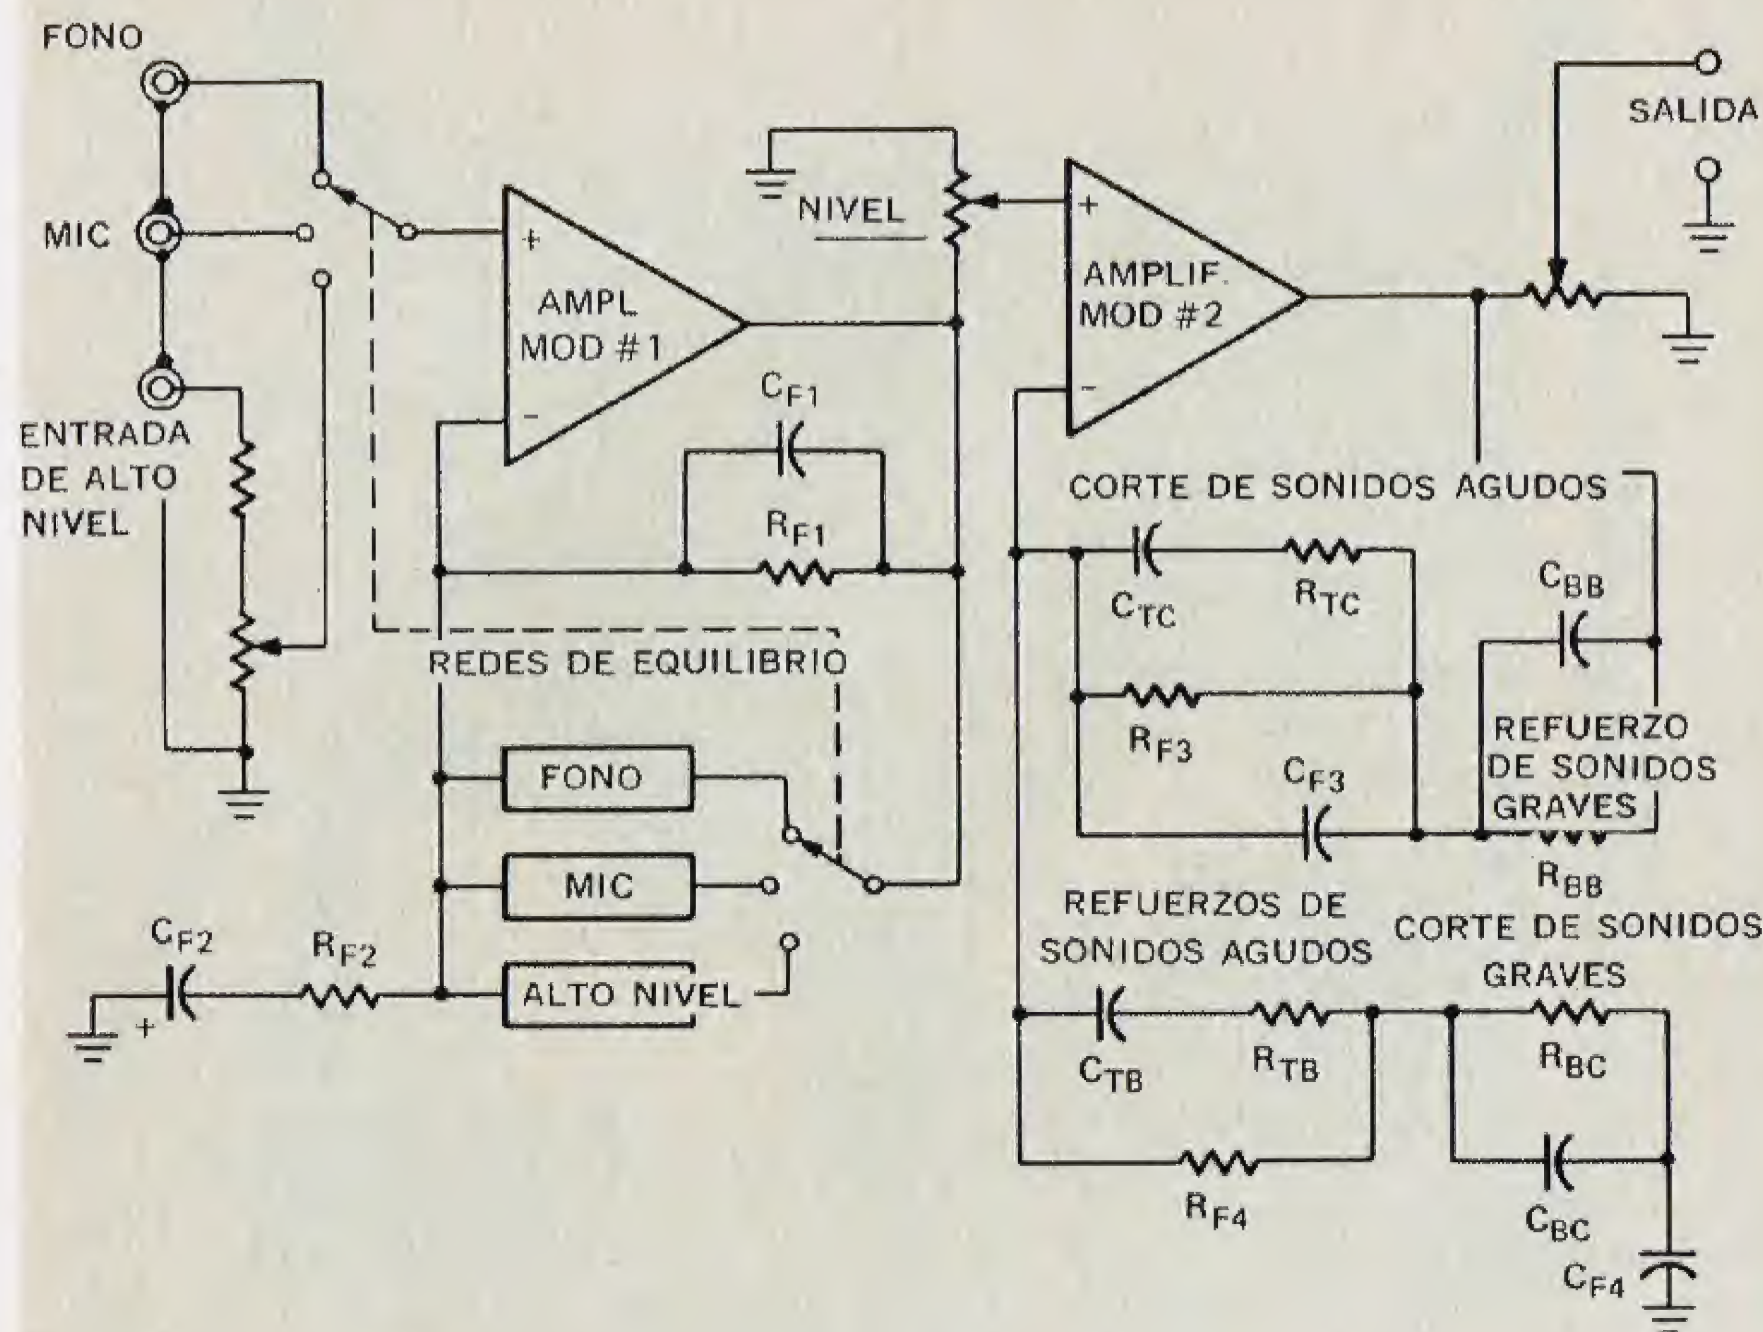 FONO
SALIDA
MIC
NIVEL
+
+
AMPL
MOD #1
AMPLIF.
MOD #2
-
-
ENTRADA
DE ALTO
NIVEL
CF1
RF1
CORTE DE SONIDOS AGUDOS
CTC
RTC
CBB
REDES DE EQUILIBRIO
RF3
REFUERZO
DE SONIDOS
GRAVES
CF3
FONO
RBB
MIC
REFUERZOS DE
SONIDOS AGUDOS
CORTE DE SONIDOS
GRAVES
CF2
+
RF2
ALTO NIVEL
CTB
RTB
RBC
RF4
CBC
CF4